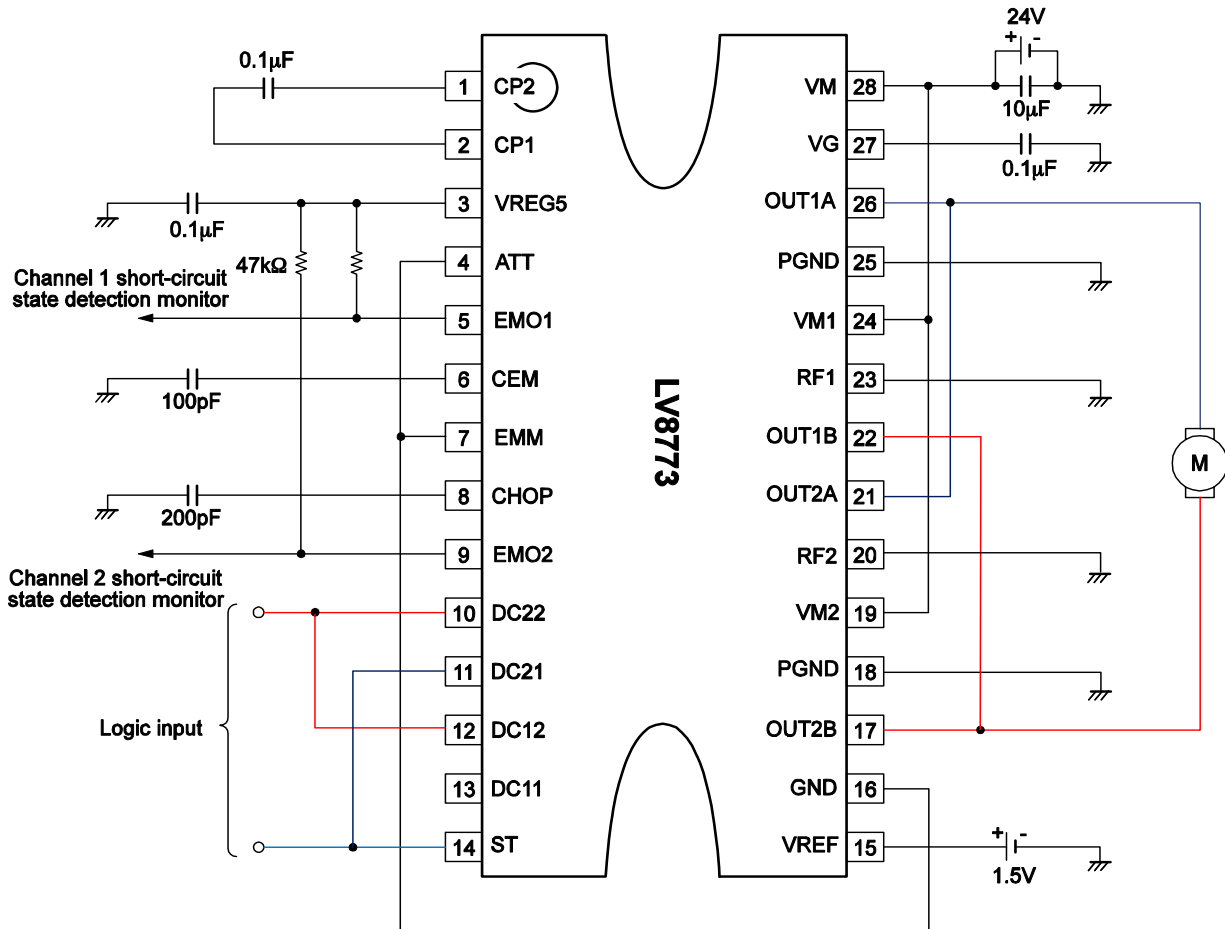 0.1μF
1 CP2
2 CP1
3 VREG5
0.1μF
47kΩ
4 ATT
Channel 1 short-circuit
state detection monitor
5 EMO1
6 CEM
100pF
7 EMM
8 CHOP
200pF
9 EMO2
Channel 2 short-circuit
state detection monitor
10 DC22
11 DC21
Logic input
12 DC12
13 DC11
14 ST
LV8773
24V
+ -
VM 28
10μF
VG 27
0.1μF
OUT1A 26
PGND 25
VM1 24
RF1 23
OUT1B 22
M
OUT2A 21
RF2 20
VM2 19
PGND 18
OUT2B 17
GND 16
VREF 15
+ -
1.5V